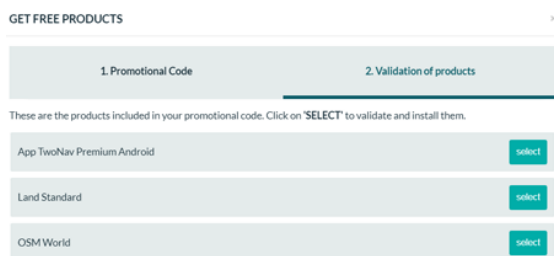 GET FREE PRODUCTS
1. Promotional Code
2. Validation of products
These are the products included in your promotional code. Click on 'SELECT' to validate and install them.
App TwoNav Premium Android
select
Land Standard
select
OSM World
select